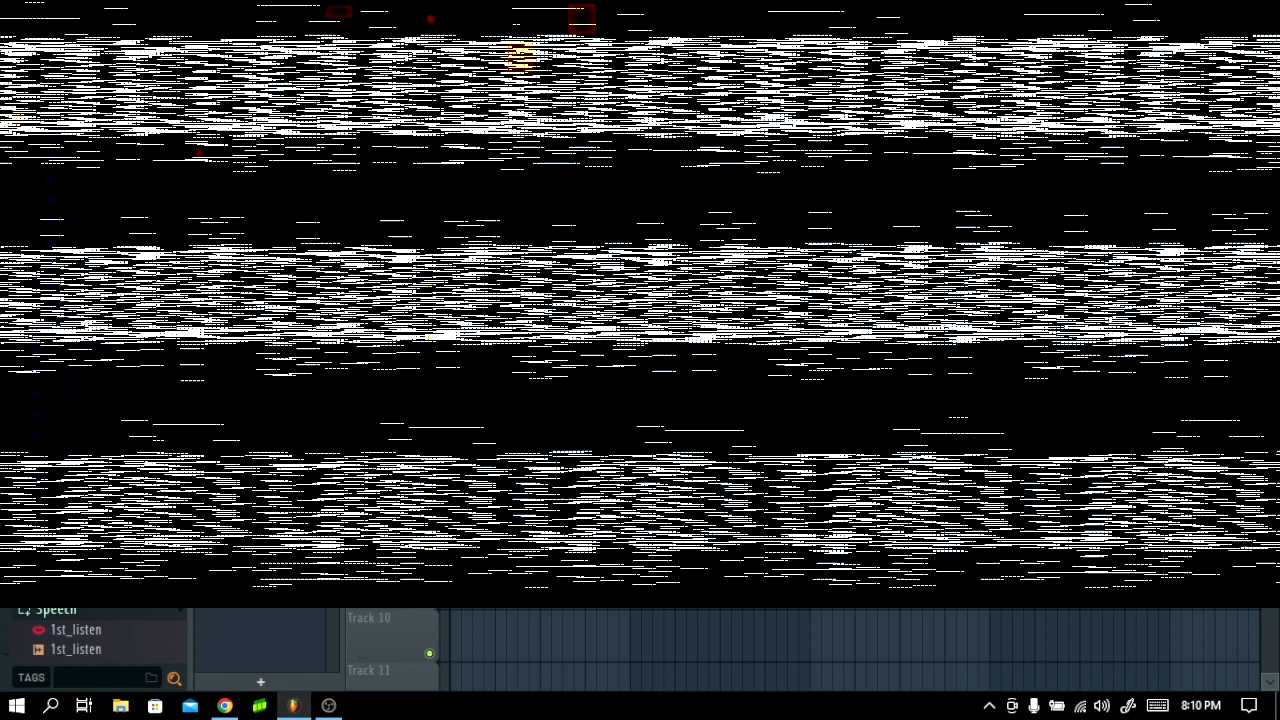 Speech
1st_listen
1st_listen
TAGS
+
Track 10
...
Track 11
8:10 PM